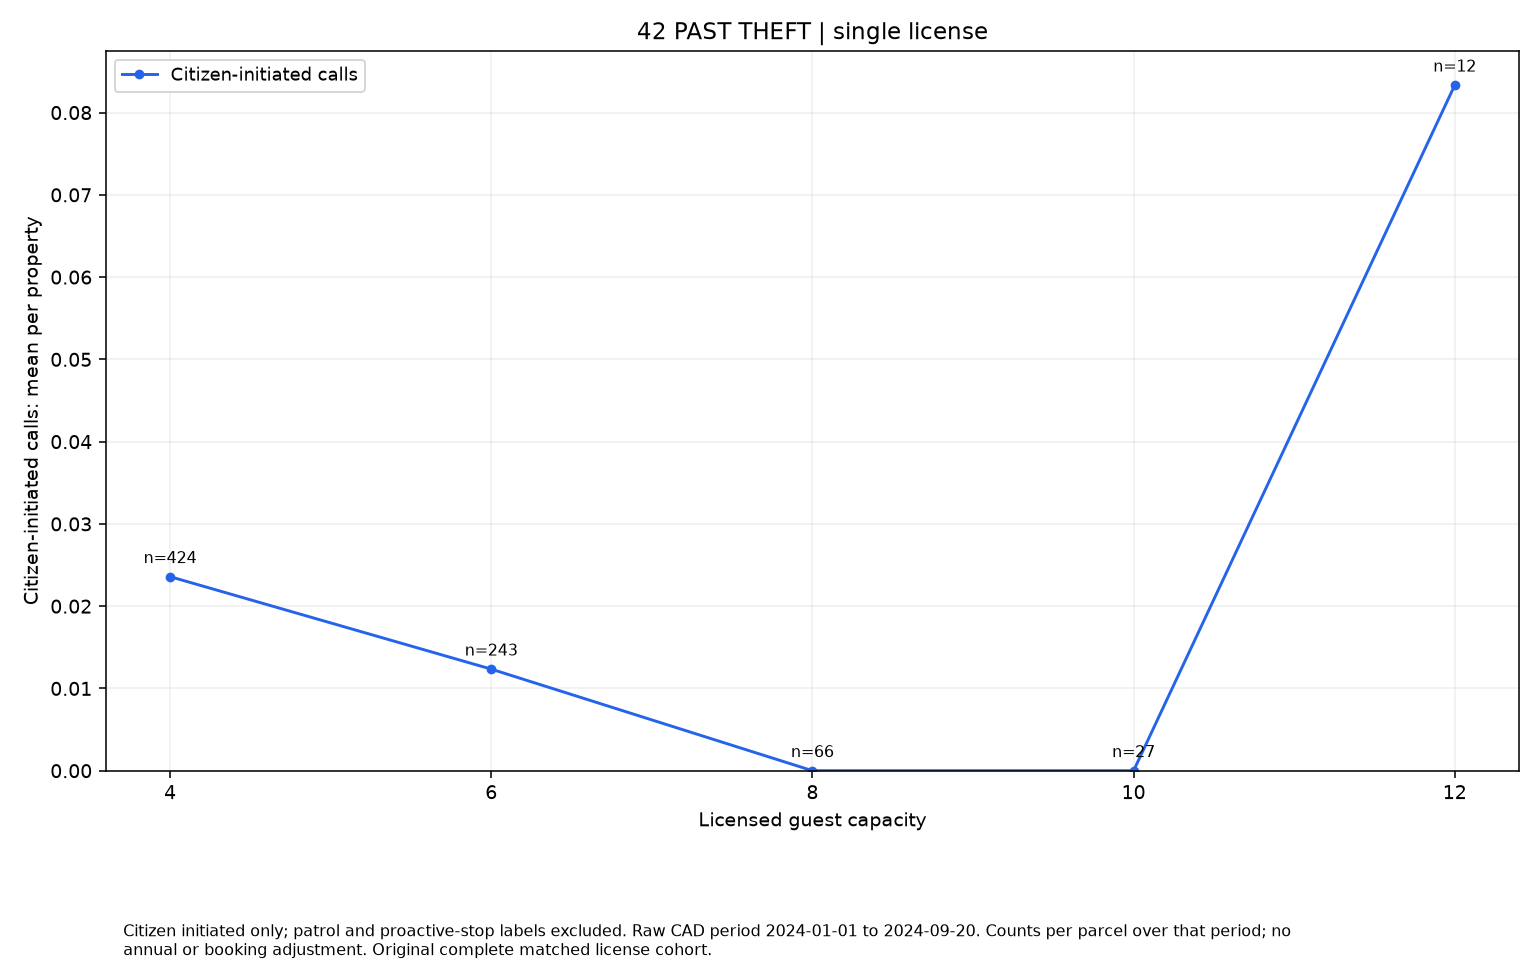 42 PAST THEFT | single license
Citizen-initiated calls
n=12
0.08
0.07
0.06
0.05
0.04
0.03
0.02
0.01
0.00
Citizen-initiated calls: mean per property
n=424
n=243
n=66
n=27
4
6
8
10
12
Licensed guest capacity
Citizen initiated only; patrol and proactive-stop labels excluded. Raw CAD period 2024-01-01 to 2024-09-20. Counts per parcel over that period; no
annual or booking adjustment. Original complete matched license cohort.